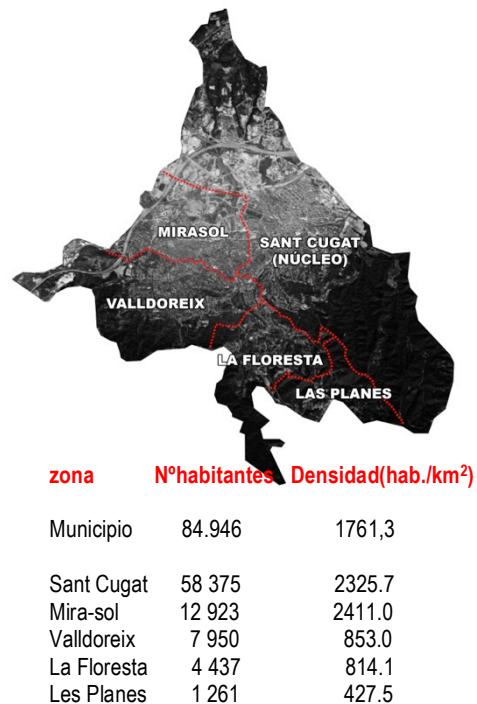 MIRASOL
SANT CUGAT
(NÚCLEO)
VALLDOREIX
LA FLORESTA
LAS PLANES
zona Nºhabitantes Densidad(hab./km²)
Municipio 84.946 1761,3
Sant Cugat 58 375 2325.7
Mira-sol 12 923 2411.0
Valldoreix 7 950 853.0
La Floresta 4 437 814.1
Les Planes 1 261 427.5